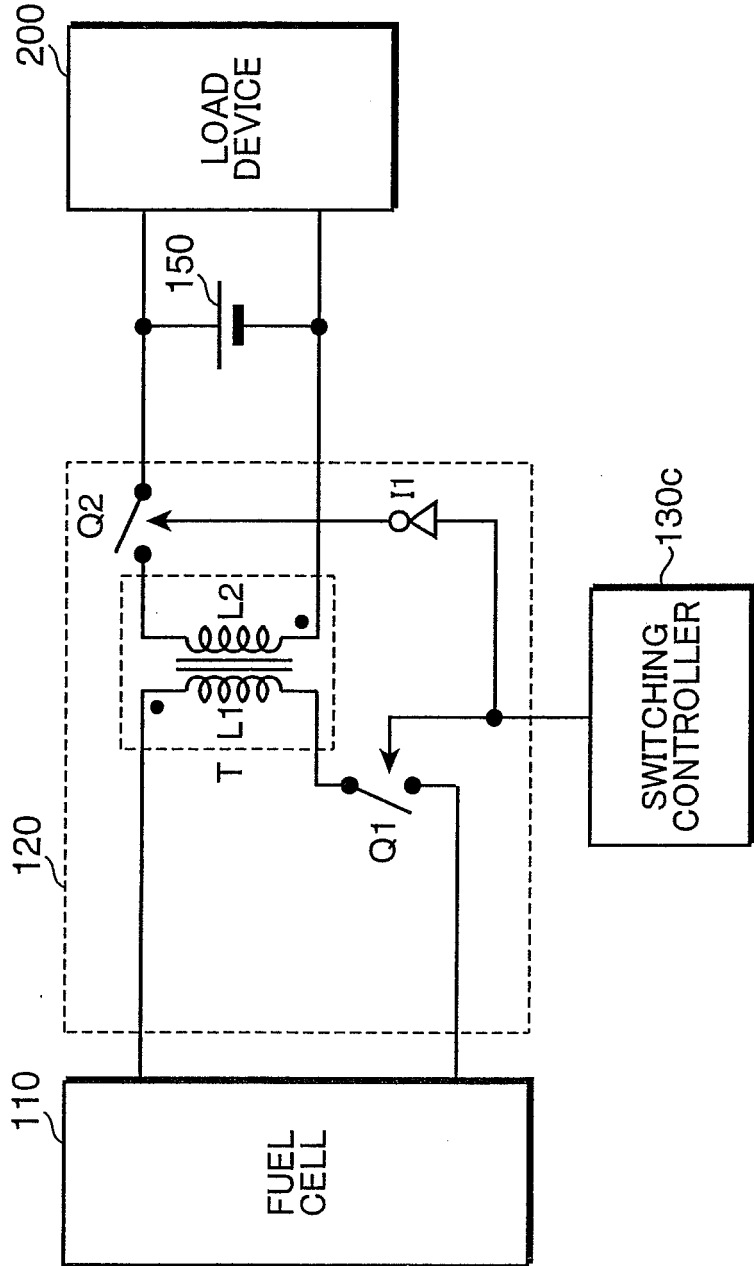 110
120
150
200
FUEL
CELL
T
L1
L2
Q1
Q2
I1
LOAD
DEVICE
SWITCHING
CONTROLLER
130c